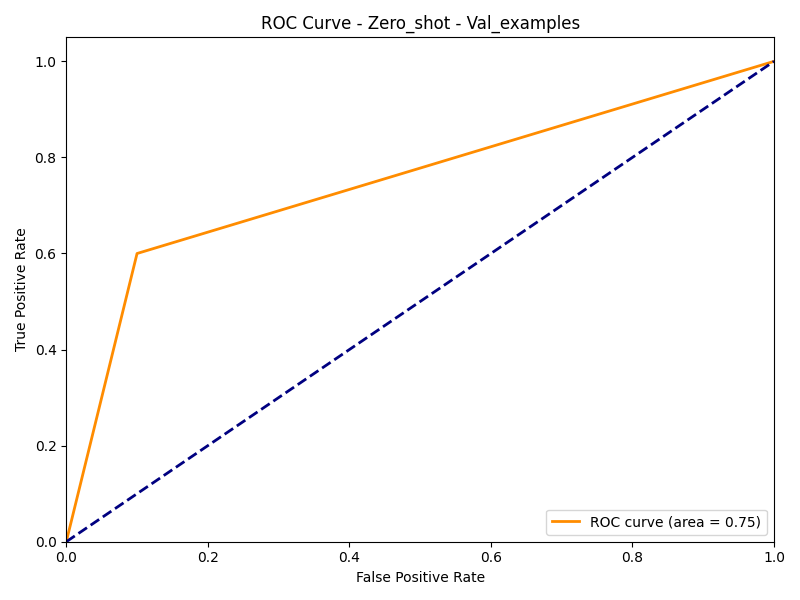 ROC Curve - Zero_shot - Val_examples
True Positive Rate
1.0
0.8
0.6
0.4
0.2
0.0
0.0 0.2 0.4 0.6 0.8 1.0
ROC curve (area = 0.75)
False Positive Rate